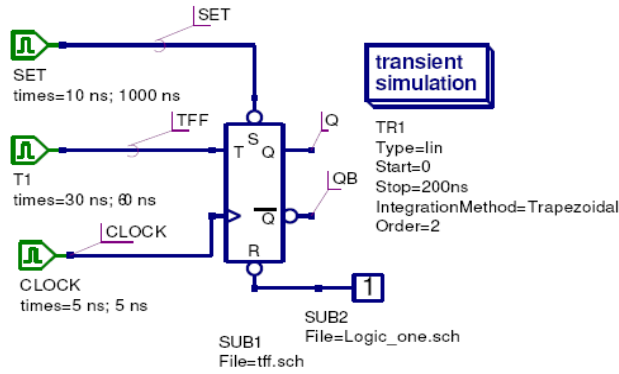 SET
SET
times=10 ns; 1000 ns
TFF
T1
times=30 ns; 60 ns
CLOCK
CLOCK
times=5 ns; 5 ns
S
T
Q
Q
R
Q
QB
1
SUB1
File=tff.sch
SUB2
File=Logic_one.sch
transient
simulation
TR1
Type=lin
Start=0
Stop=200ns
IntegrationMethod=Trapezoidal
Order=2